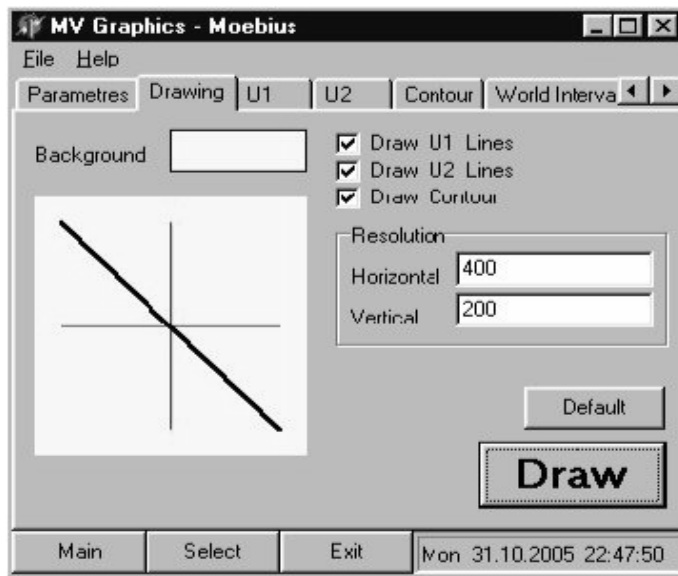 MV Graphics - Moebius
File Help
Parametres Drawing U1 U2 Contour World Interva
Background
Draw U1 Lines
Draw U2 Lines
Draw Contour
Resolution
Horizontal 400
Vertical 200
Default
Draw
Main Select Exit Mon 31.10.2005 22:47:50